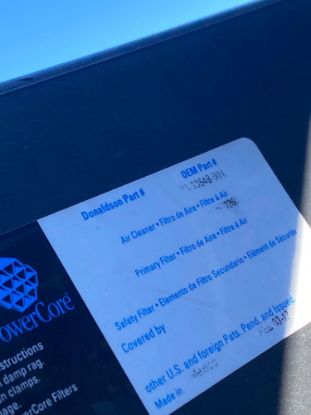 Donaldson Part# OEM Part#
Air Cleaner • Filtro de Aire • Filtre à Air
Primary Filter • Filtro de Aire • Filtre à Air
Safety Filter • Elemento de Filtro Secundario • Elément de Sécurité
Covered by
other U.S. and foreign Pats. Pend. and Issued
Made in
owerCore
structions
damp rag.
n clamps.
erCore Filters